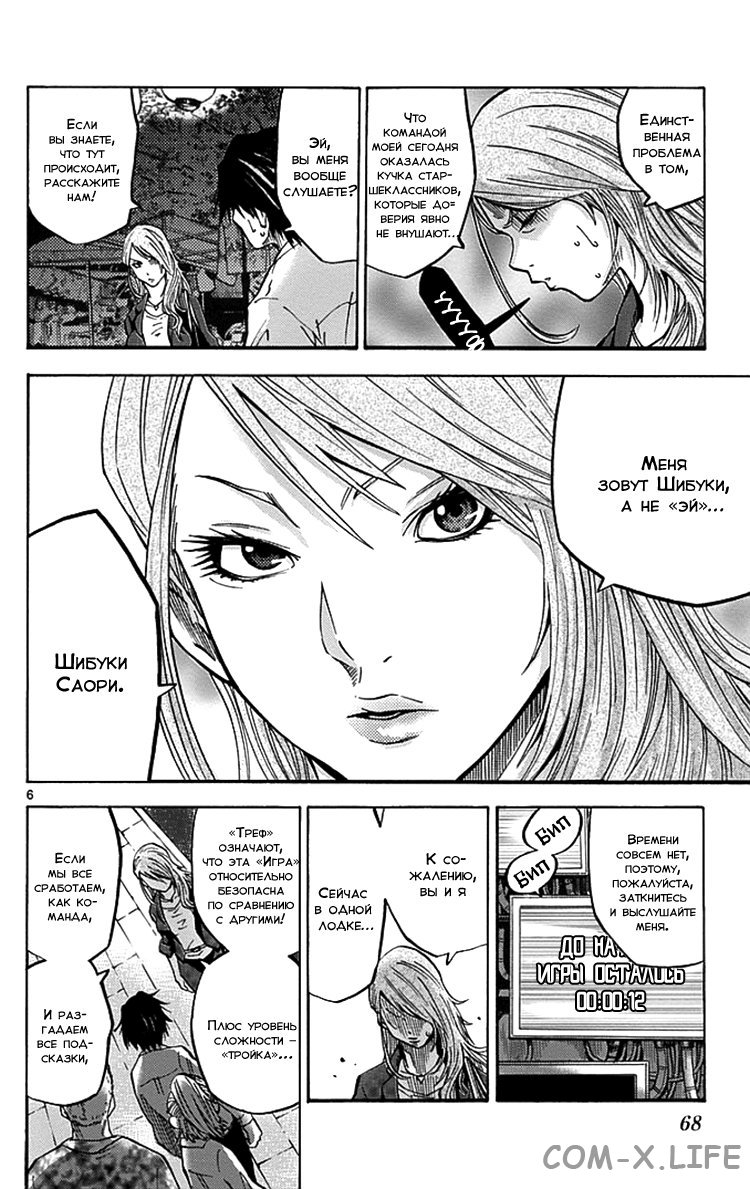 Единст-
венная
проблема
в том,
Что
командой
моей сегодня
оказалась
кучка стар-
шеклассников,
которые до-
верия явно
не внушают...
УУУУФ
Эй,
вы меня
вообще
слушаете?
Если
вы знаете,
что тут
происходит,
расскажите
нам!
Меня
зовут Шибуки,
а не «эй»...
Шибуки
Саори.
6
Времени
совсем нет,
поэтому,
пожалуйста,
заткнитесь
и выслушайте
меня.
БИП
БИП
ДО НА
ИГРЫ ОСТАЛОСЬ
00:00:12
К со-
жалению,
вы и я
Сейчас
в одной
лодке...
«Треф»
означают,
что эта «Игра»
относительно
безопасна
по сравнению
с другими!
Плюс уровень
сложности –
«тройка»...
Если
мы все
сработаем,
как ко-
манда,
И раз-
гадаем
все под-
сказки,
68
COM-X.LIFE